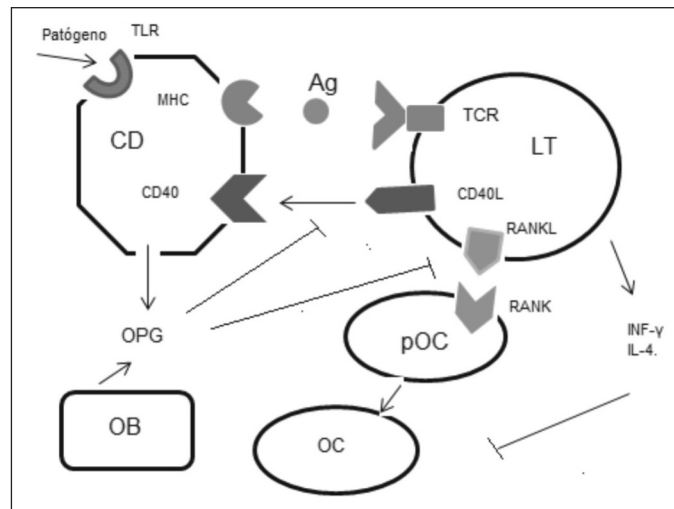 Patógeno
TLR
MHC
Ag
TCR
CD
LT
CD40
CD40L
RANKL
OPG
RANK
pOC
INF-γ
IL-4.
OB
OC